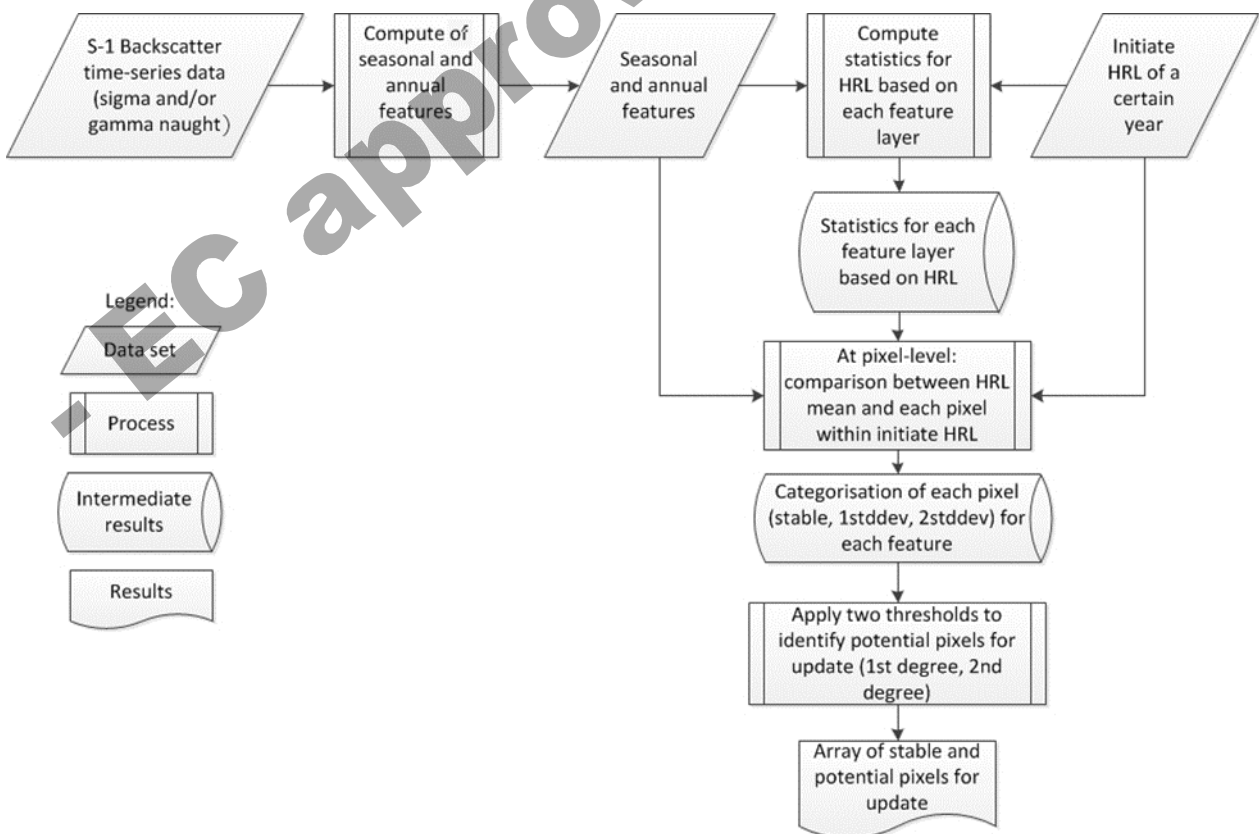 S-1 Backscatter
time-series data
(sigma and/or
gamma naught)
Compute of
seasonal and
annual
features
Seasonal
and annual
features
Compute
statistics for
HRL based on
each feature
layer
Initiate
HRL of a
certain
year
Statistics for each
feature layer
based on HRL
At pixel-level:
comparison between HRL
mean and each pixel
within initiate HRL
Categorisation of each pixel
(stable, 1stddev, 2stddev) for
each feature
Apply two thresholds to
identify potential pixels for
update (1st degree, 2nd
degree)
Array of stable and
potential pixels for
update
Legend:
Data set
Process
Intermediate
results
Results
- EC appro